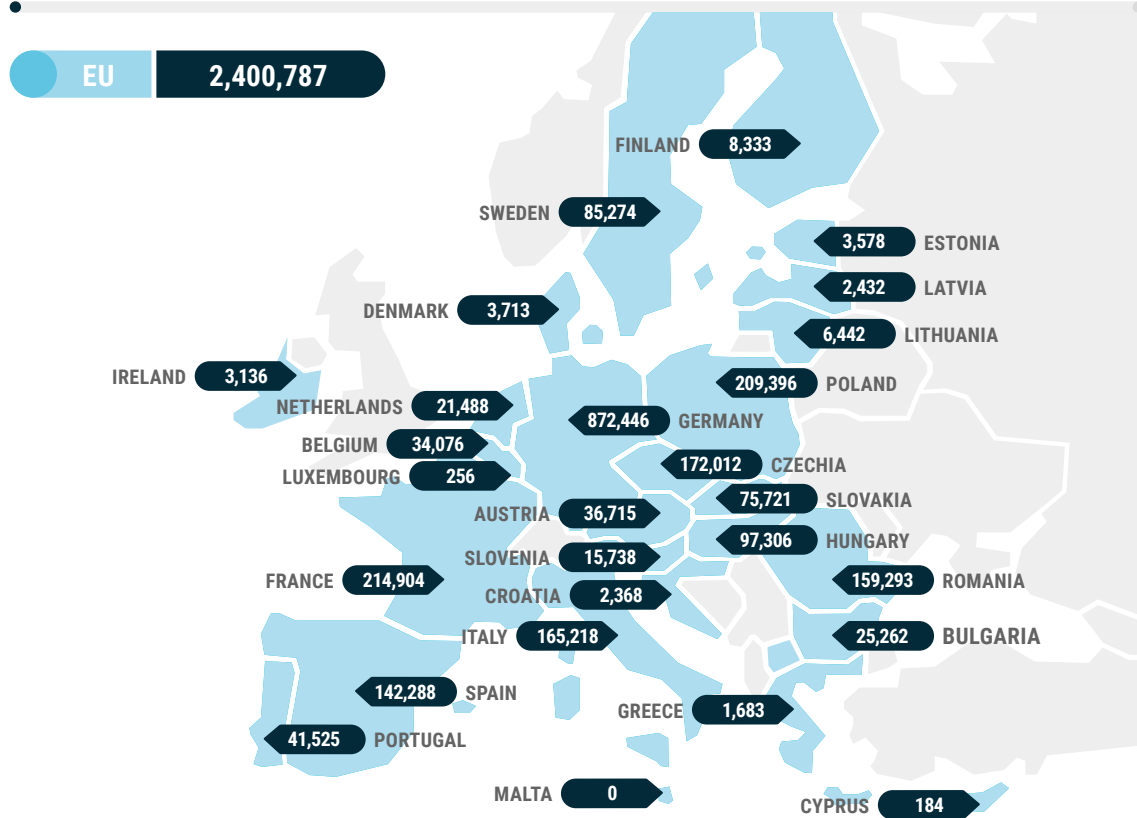 EU 2,400,787
FINLAND 8,333
SWEDEN 85,274
3,578 ESTONIA
2,432 LATVIA
DENMARK 3,713
6,442 LITHUANIA
IRELAND 3,136
209,396 POLAND
NETHERLANDS 21,488
872,446 GERMANY
BELGIUM 34,076
172,012 CZECHIA
LUXEMBOURG 256
75,721 SLOVAKIA
AUSTRIA 36,715
97,306 HUNGARY
SLOVENIA 15,738
FRANCE 214,904
159,293 ROMANIA
CROATIA 2,368
ITALY 165,218
25,262 BULGARIA
142,288 SPAIN
GREECE 1,683
41,525 PORTUGAL
MALTA 0
CYPRUS 184